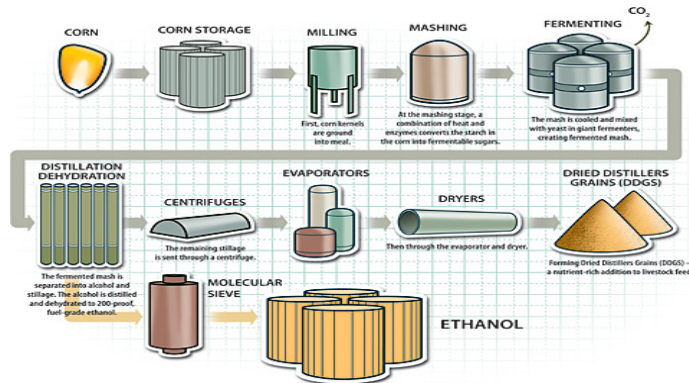 CORN
CORN STORAGE
MILLING
First, corn kernels
are ground
into meal.
MASHING
At the mashing stage, a
combination of heat and
enzymes converts the starch in
the corn into fermentable sugars.
FERMENTING
CO2
The mash is cooled and mixed
with yeast in giant fermenters,
creating fermented mash.
DISTILLATION
DEHYDRATION
The fermented mash is
separated into alcohol and
stillage. The alcohol is distilled
and dehydrated to 200-proof,
fuel-grade ethanol.
CENTRIFUGES
The remaining stillage
is sent through a centrifuge.
EVAPORATORS
DRYERS
Then through the evaporator and dryer.
DRIED DISTILLERS
GRAINS (DDGS)
Forming Dried Distillers Grains (DDGS) –
a nutrient-rich addition to livestock feed
MOLECULAR
SIEVE
ETHANOL